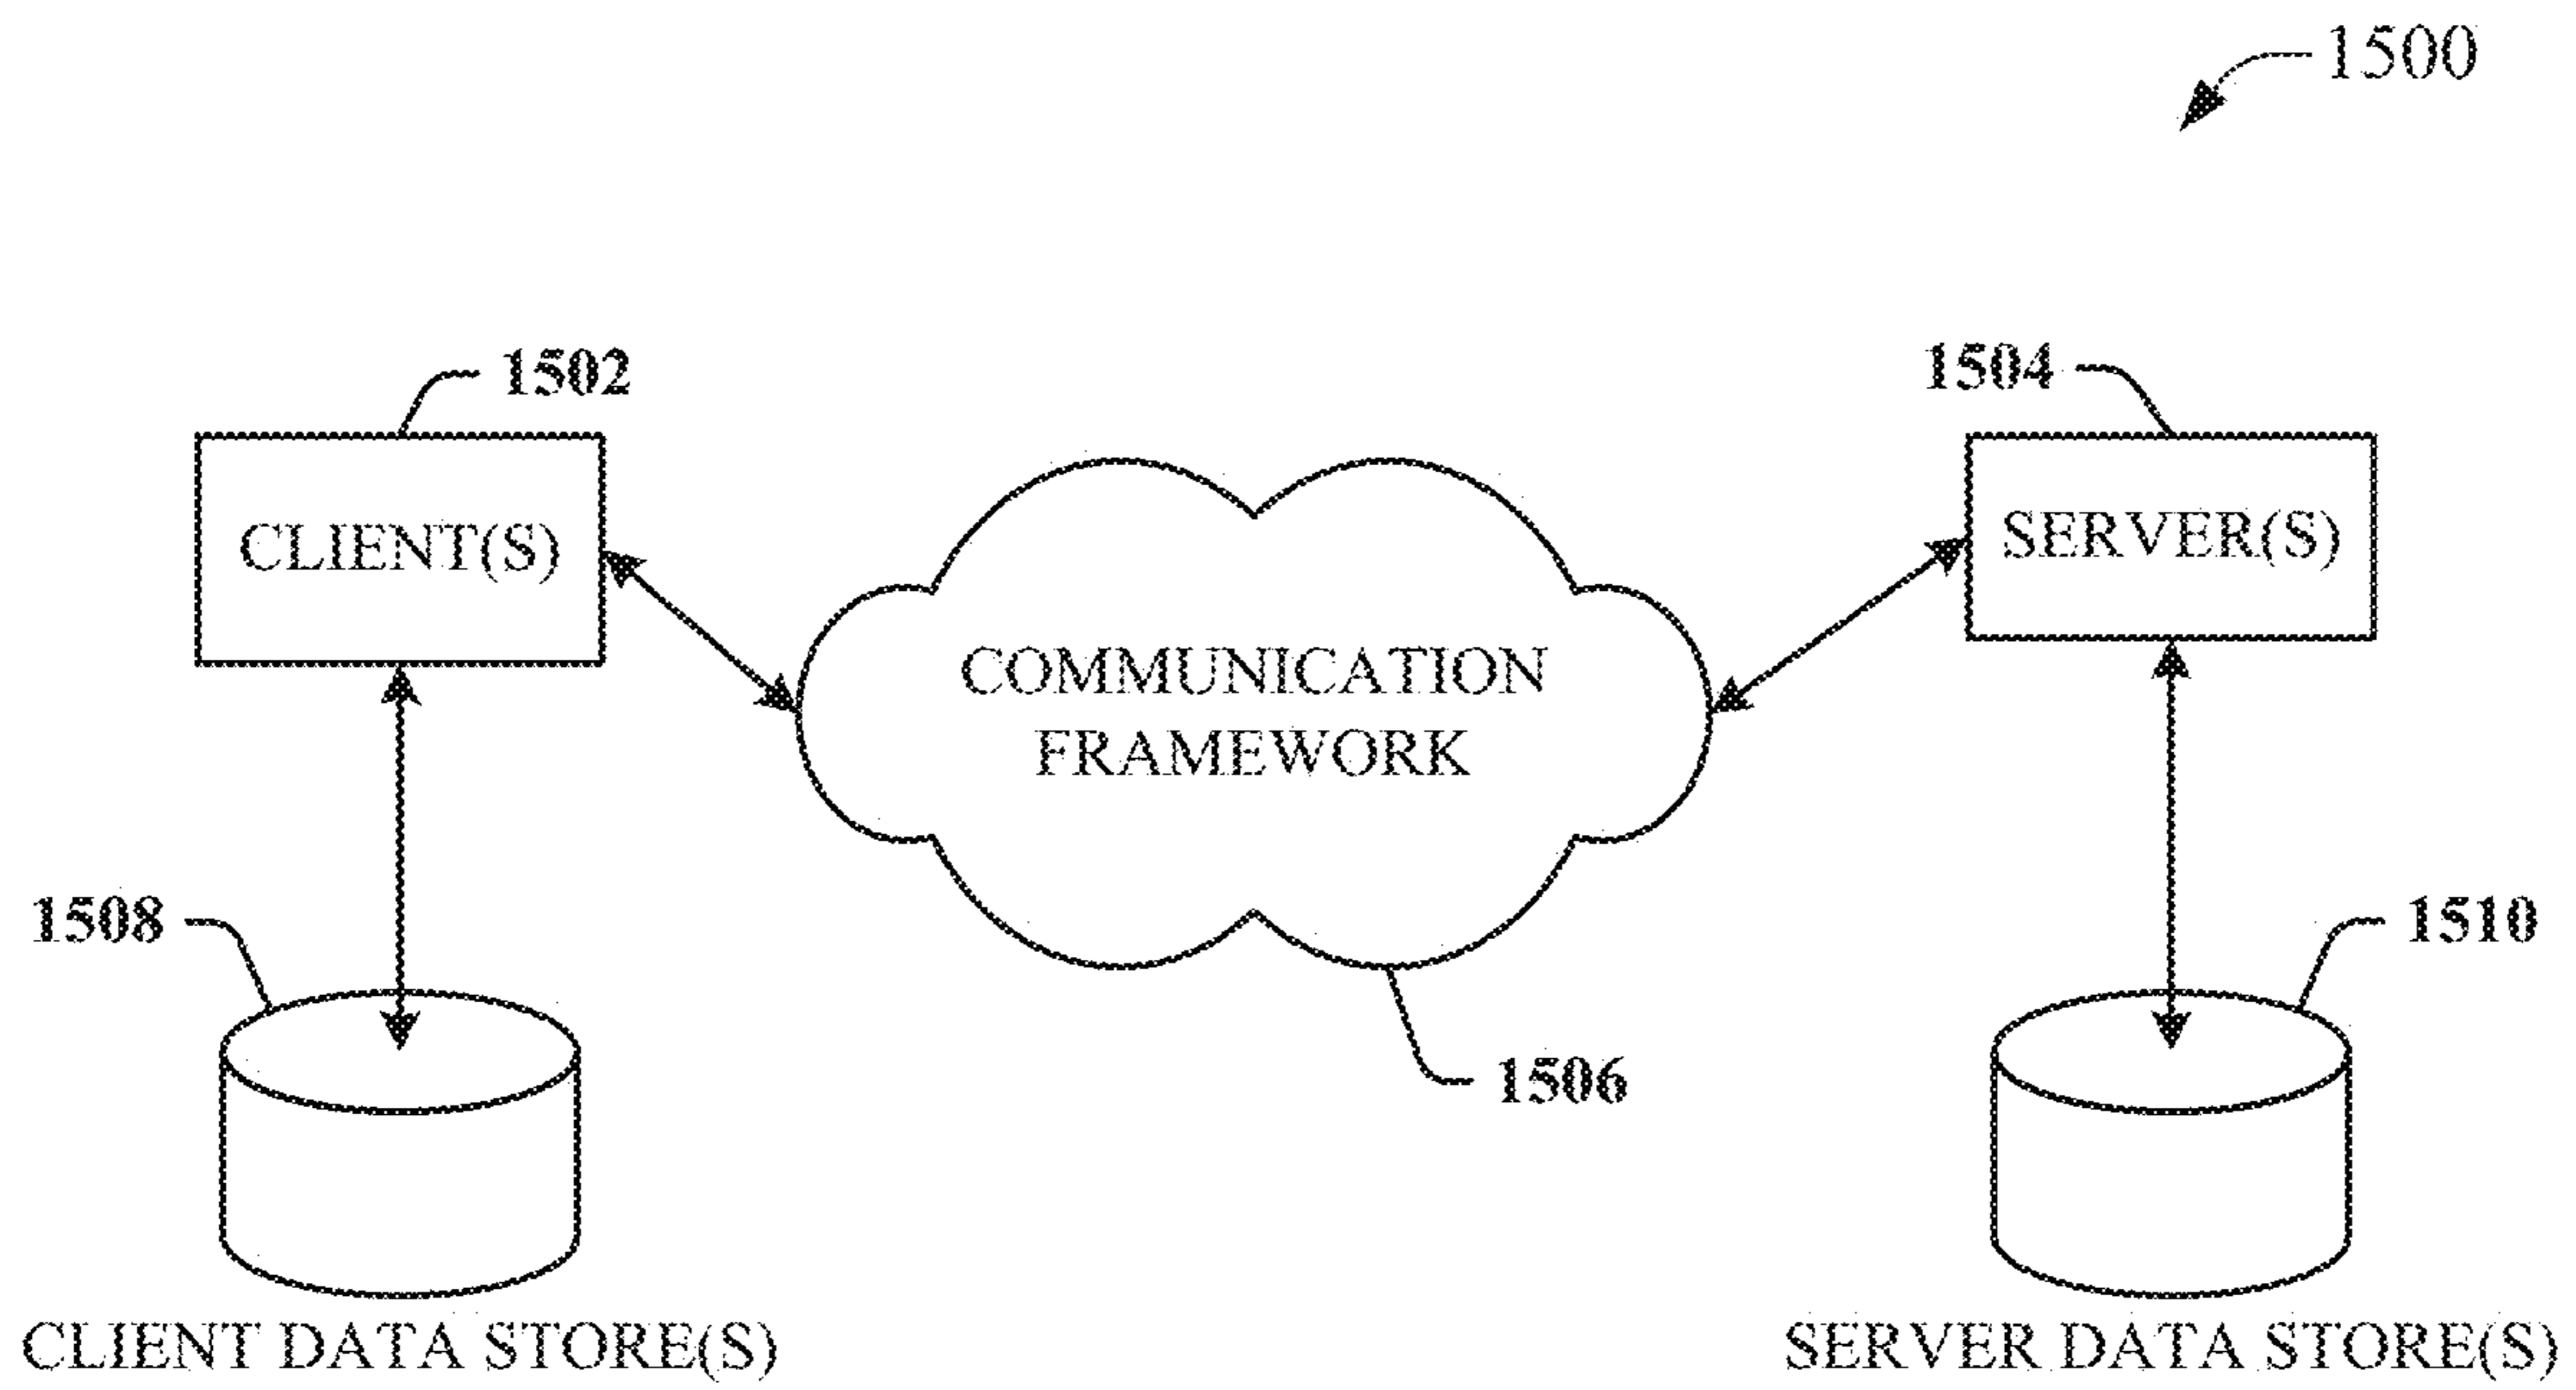 1500
1502
1504
CLIENT(S)
SERVER(S)
COMMUNICATION
FRAMEWORK
1508
1510
1506
CLIENT DATA STORE(S)
SERVER DATA STORE(S)